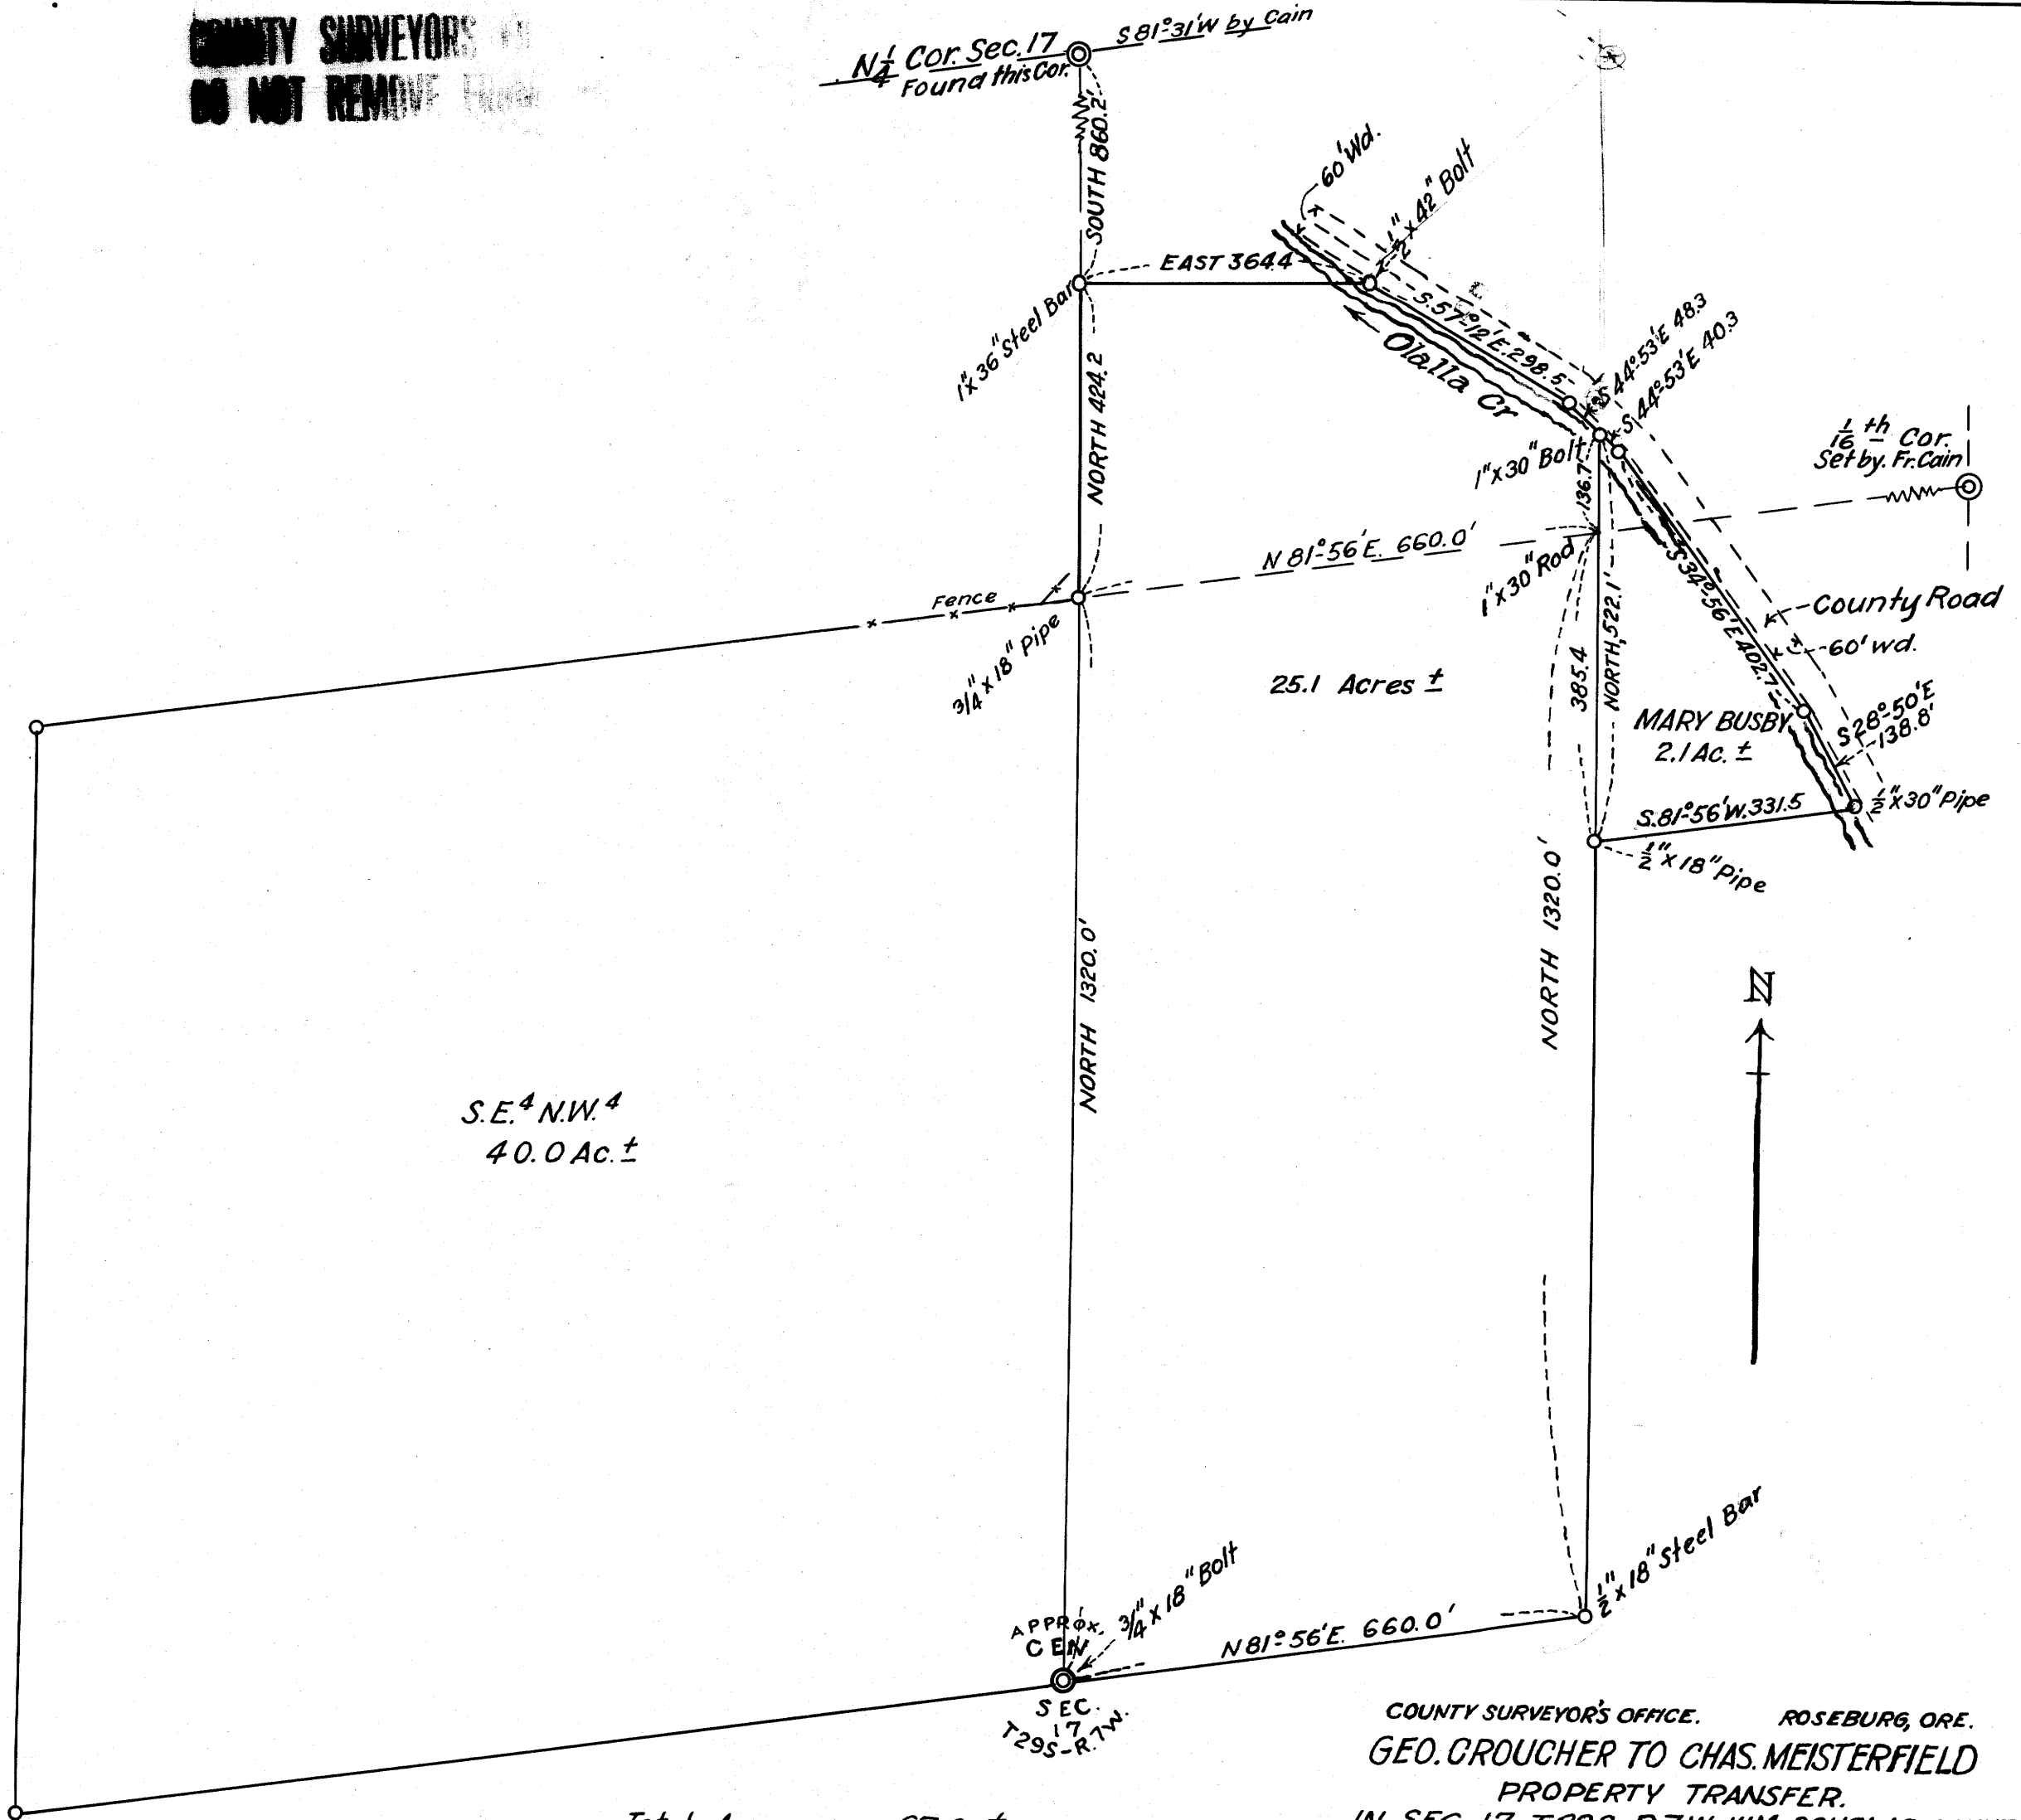 COUNTY SURVEYORS
DO NOT REMOVE
N 1/4 Cor. Sec. 17
Found this Cor.
S 81°-31'W by Cain
SOUTH 860.2'
60' Wd.
1/2" x 42" Bolt
EAST 364.4
1" x 36" Steel Bar
S. 57°-12' E. 298.5
Olalla Cr
S 44°-53'E 48.3
S 44°-53'E 40.3
NORTH 424.2
1/16 th Cor.
Set by. Fr. Cain
1" x 30" Bolt
136.7
N 81°-56'E. 660.0'
1" x 30" Rod
S 34°-56'E 402.7
County Road
60' wd.
Fence
3/4" x 18" Pipe
25.1 Acres ±
385.4
NORTH, 522.1'
MARY BUSBY
2.1 Ac. ±
S 28°-50'E
138.8'
1/2" x 30" Pipe
S. 81°-56'W. 331.5
1/2" x 18" Pipe
NORTH 1320.0'
NORTH 1320.0'
N
S.E.4 N.W.4
40.0 Ac. ±
1/2" x 18" Steel Bar
3/4" x 18" Bolt
APPROX.
CEN
N 81°-56'E. 660.0'
SEC.
17
T29S-R.7W.
COUNTY SURVEYOR'S OFFICE. ROSEBURG, ORE.
GEO. CROUCHER TO CHAS. MEISTERFIELD
PROPERTY TRANSFER.
IN SEC. 17